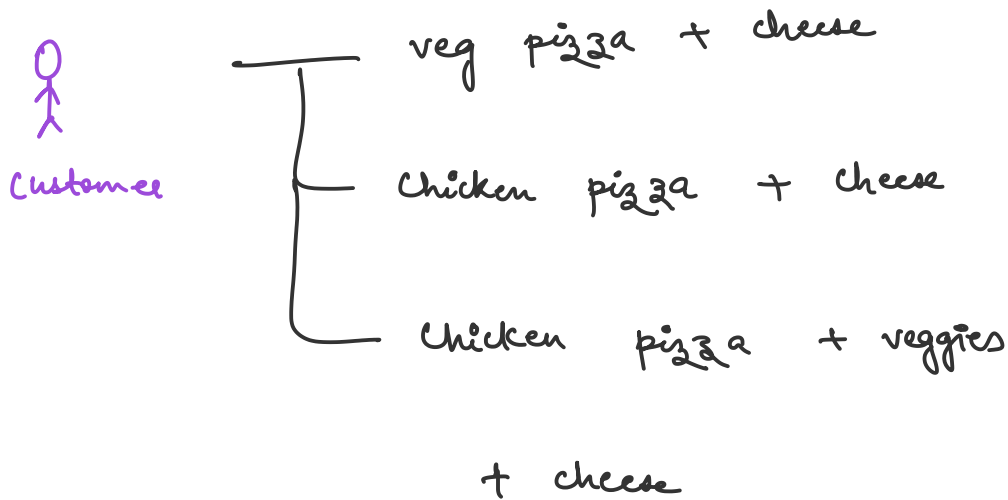 veg pizza + cheese
customer
Chicken pizza + cheese
Chicken pizza + veggies
+ cheese